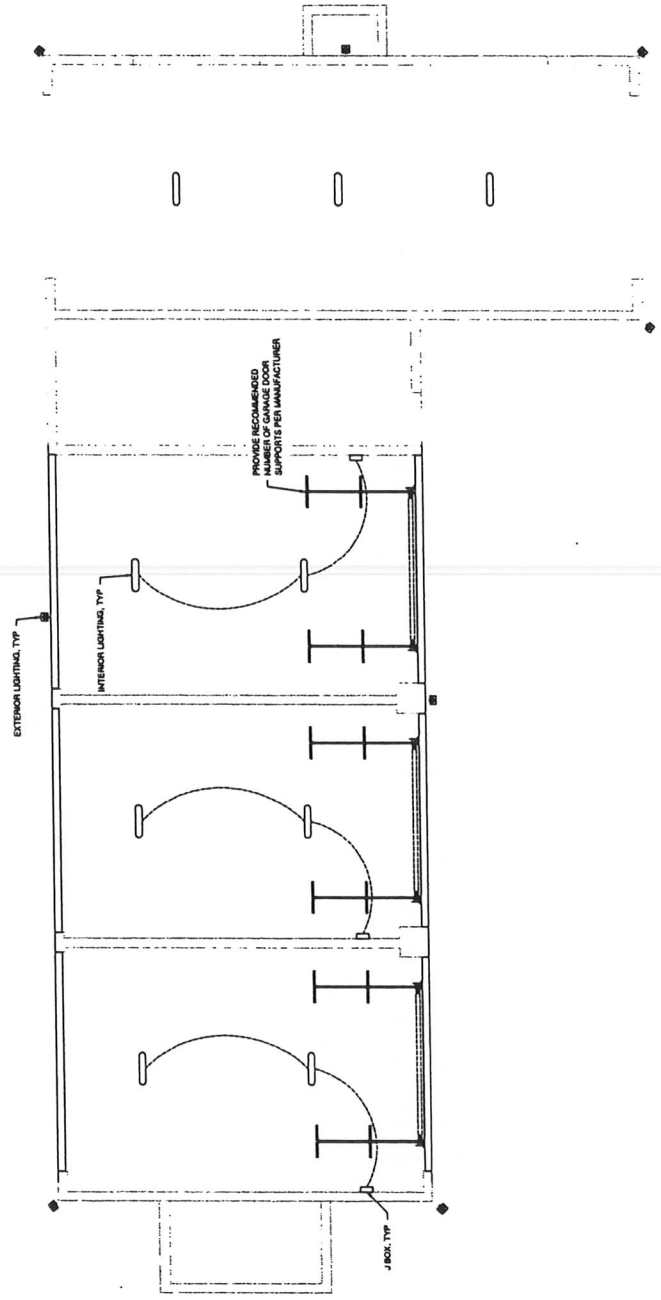 EXTERIOR LIGHTING, TYP
INTERIOR LIGHTING, TYP
PROVIDE RECOMMENDED
NUMBER OF GARAGE DOOR
SUPPORTS PER MANUFACTURER
J BOX, TYP